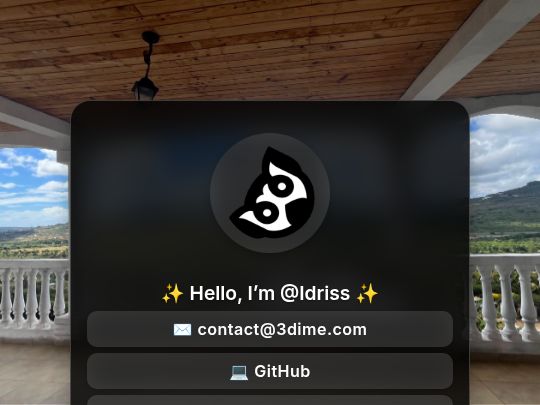 ✨ Hello, I’m @Idriss ✨
✉️ contact@3dime.com
💻 GitHub